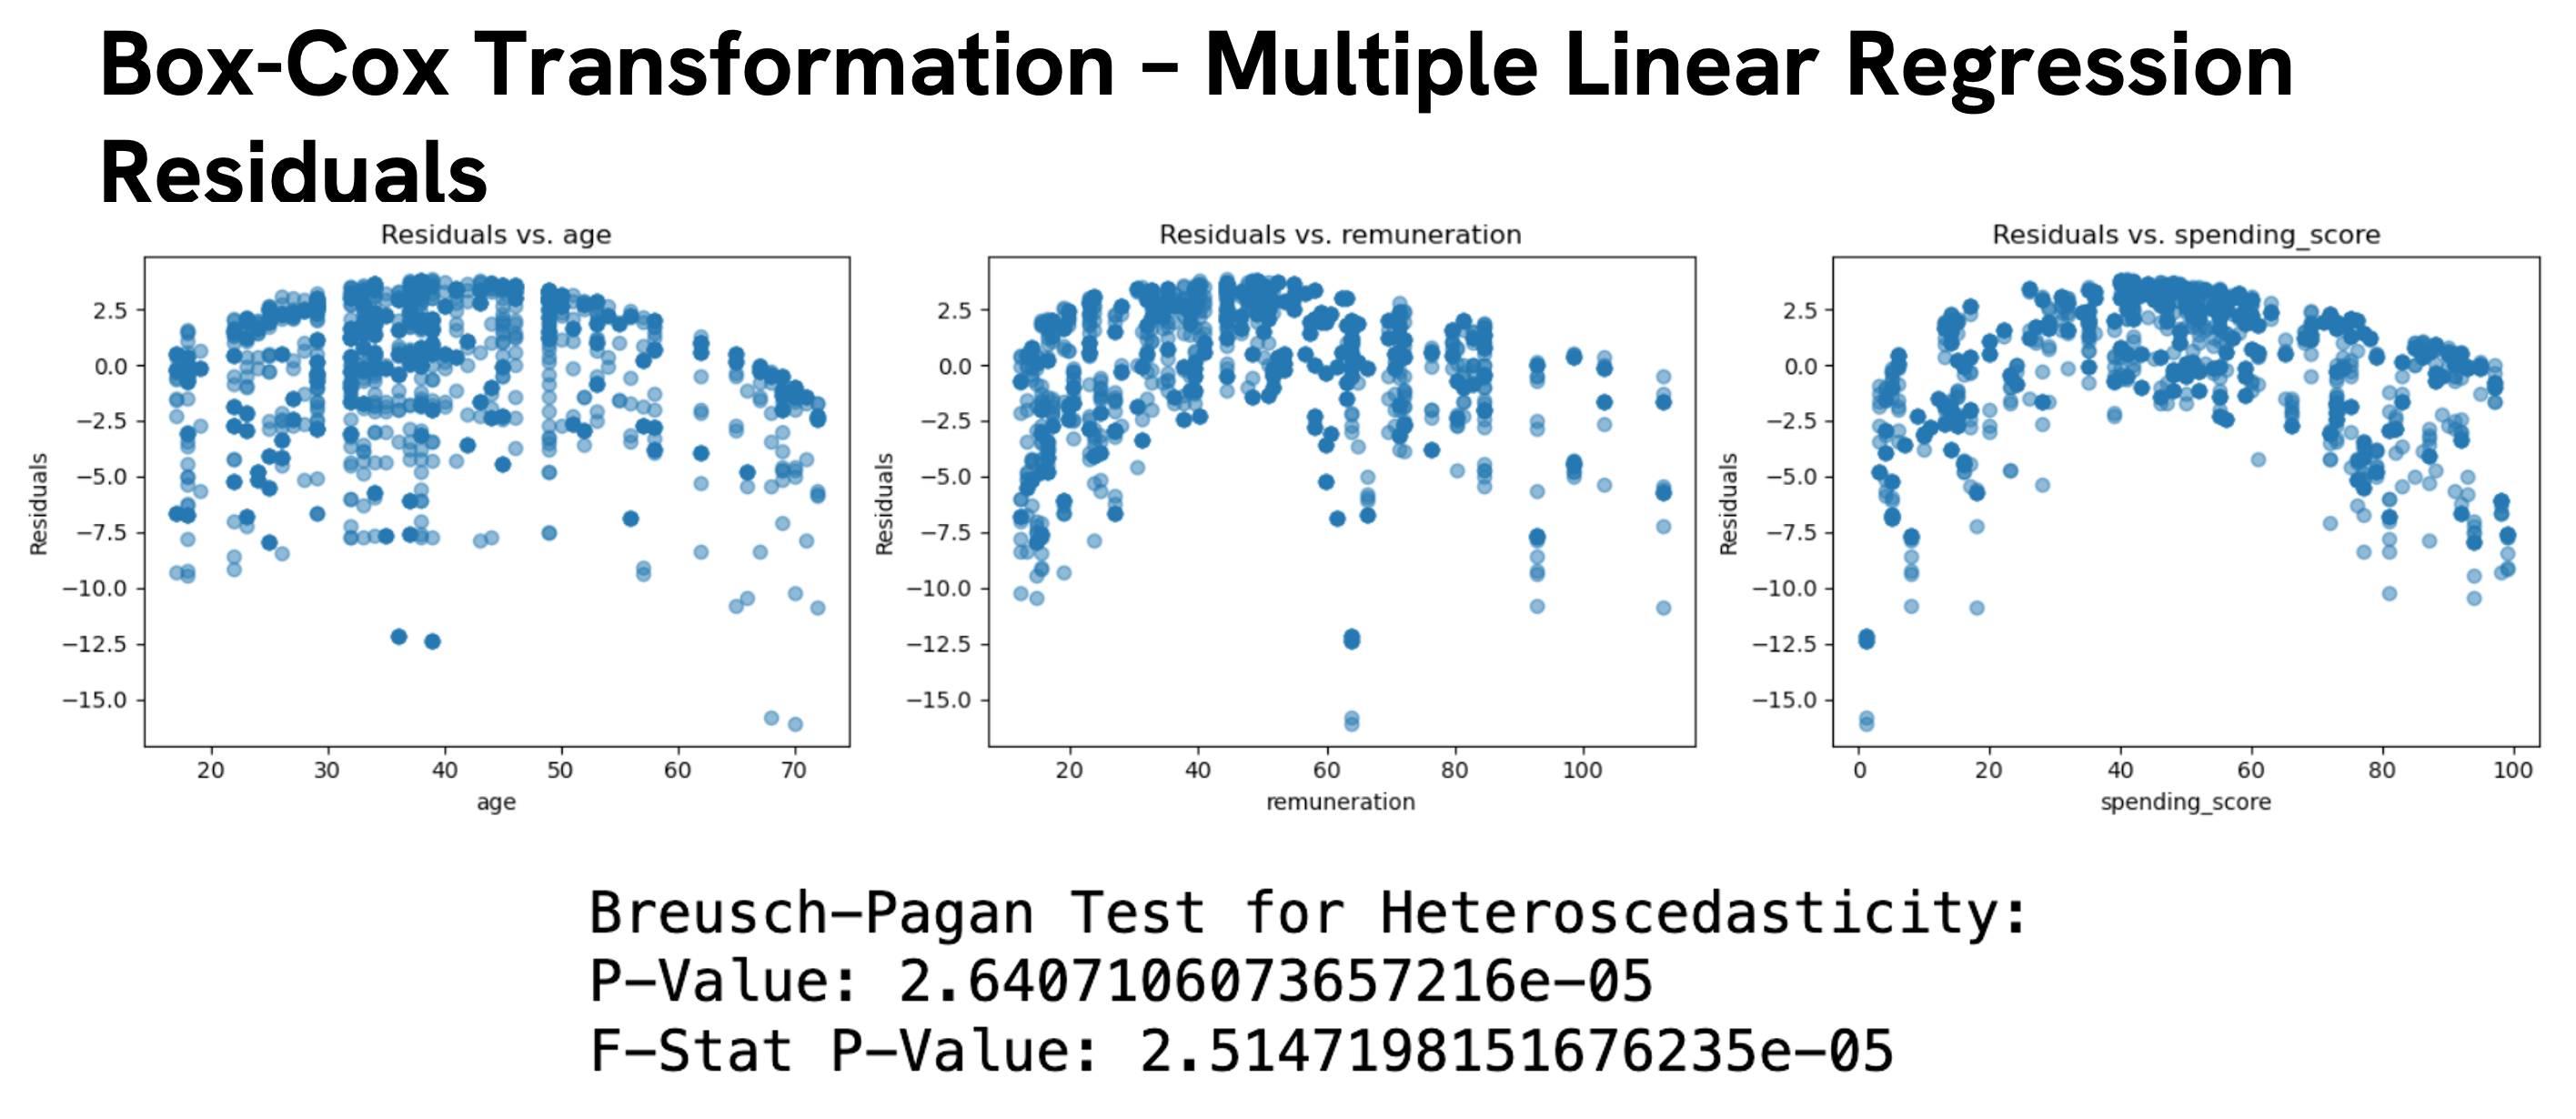 Box-Cox Transformation – Multiple Linear Regression
Residuals
Residuals vs. age
2.5
0.0
−2.5
−5.0
−7.5
−10.0
−12.5
−15.0
Residuals
20 30 40 50 60 70
age
Residuals vs. remuneration
2.5
0.0
−2.5
−5.0
−7.5
−10.0
−12.5
−15.0
Residuals
20 40 60 80 100
remuneration
Residuals vs. spending_score
2.5
0.0
−2.5
−5.0
−7.5
−10.0
−12.5
−15.0
Residuals
0 20 40 60 80 100
spending_score
Breusch–Pagan Test for Heteroscedasticity:
P–Value: 2.6407106073657216e–05
F–Stat P–Value: 2.5147198151676235e–05